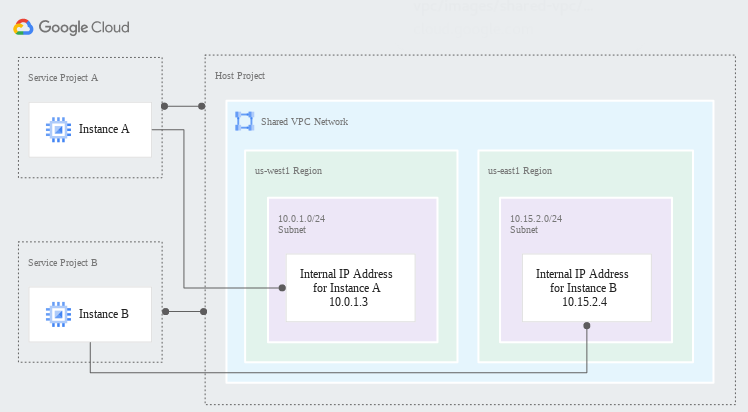 Google Cloud
Service Project A
Instance A
Host Project
Shared VPC Network
us-west1 Region
10.0.1.0/24
Subnet
Internal IP Address
for Instance A
10.0.1.3
us-east1 Region
10.15.2.0/24
Subnet
Internal IP Address
for Instance B
10.15.2.4
Service Project B
Instance B